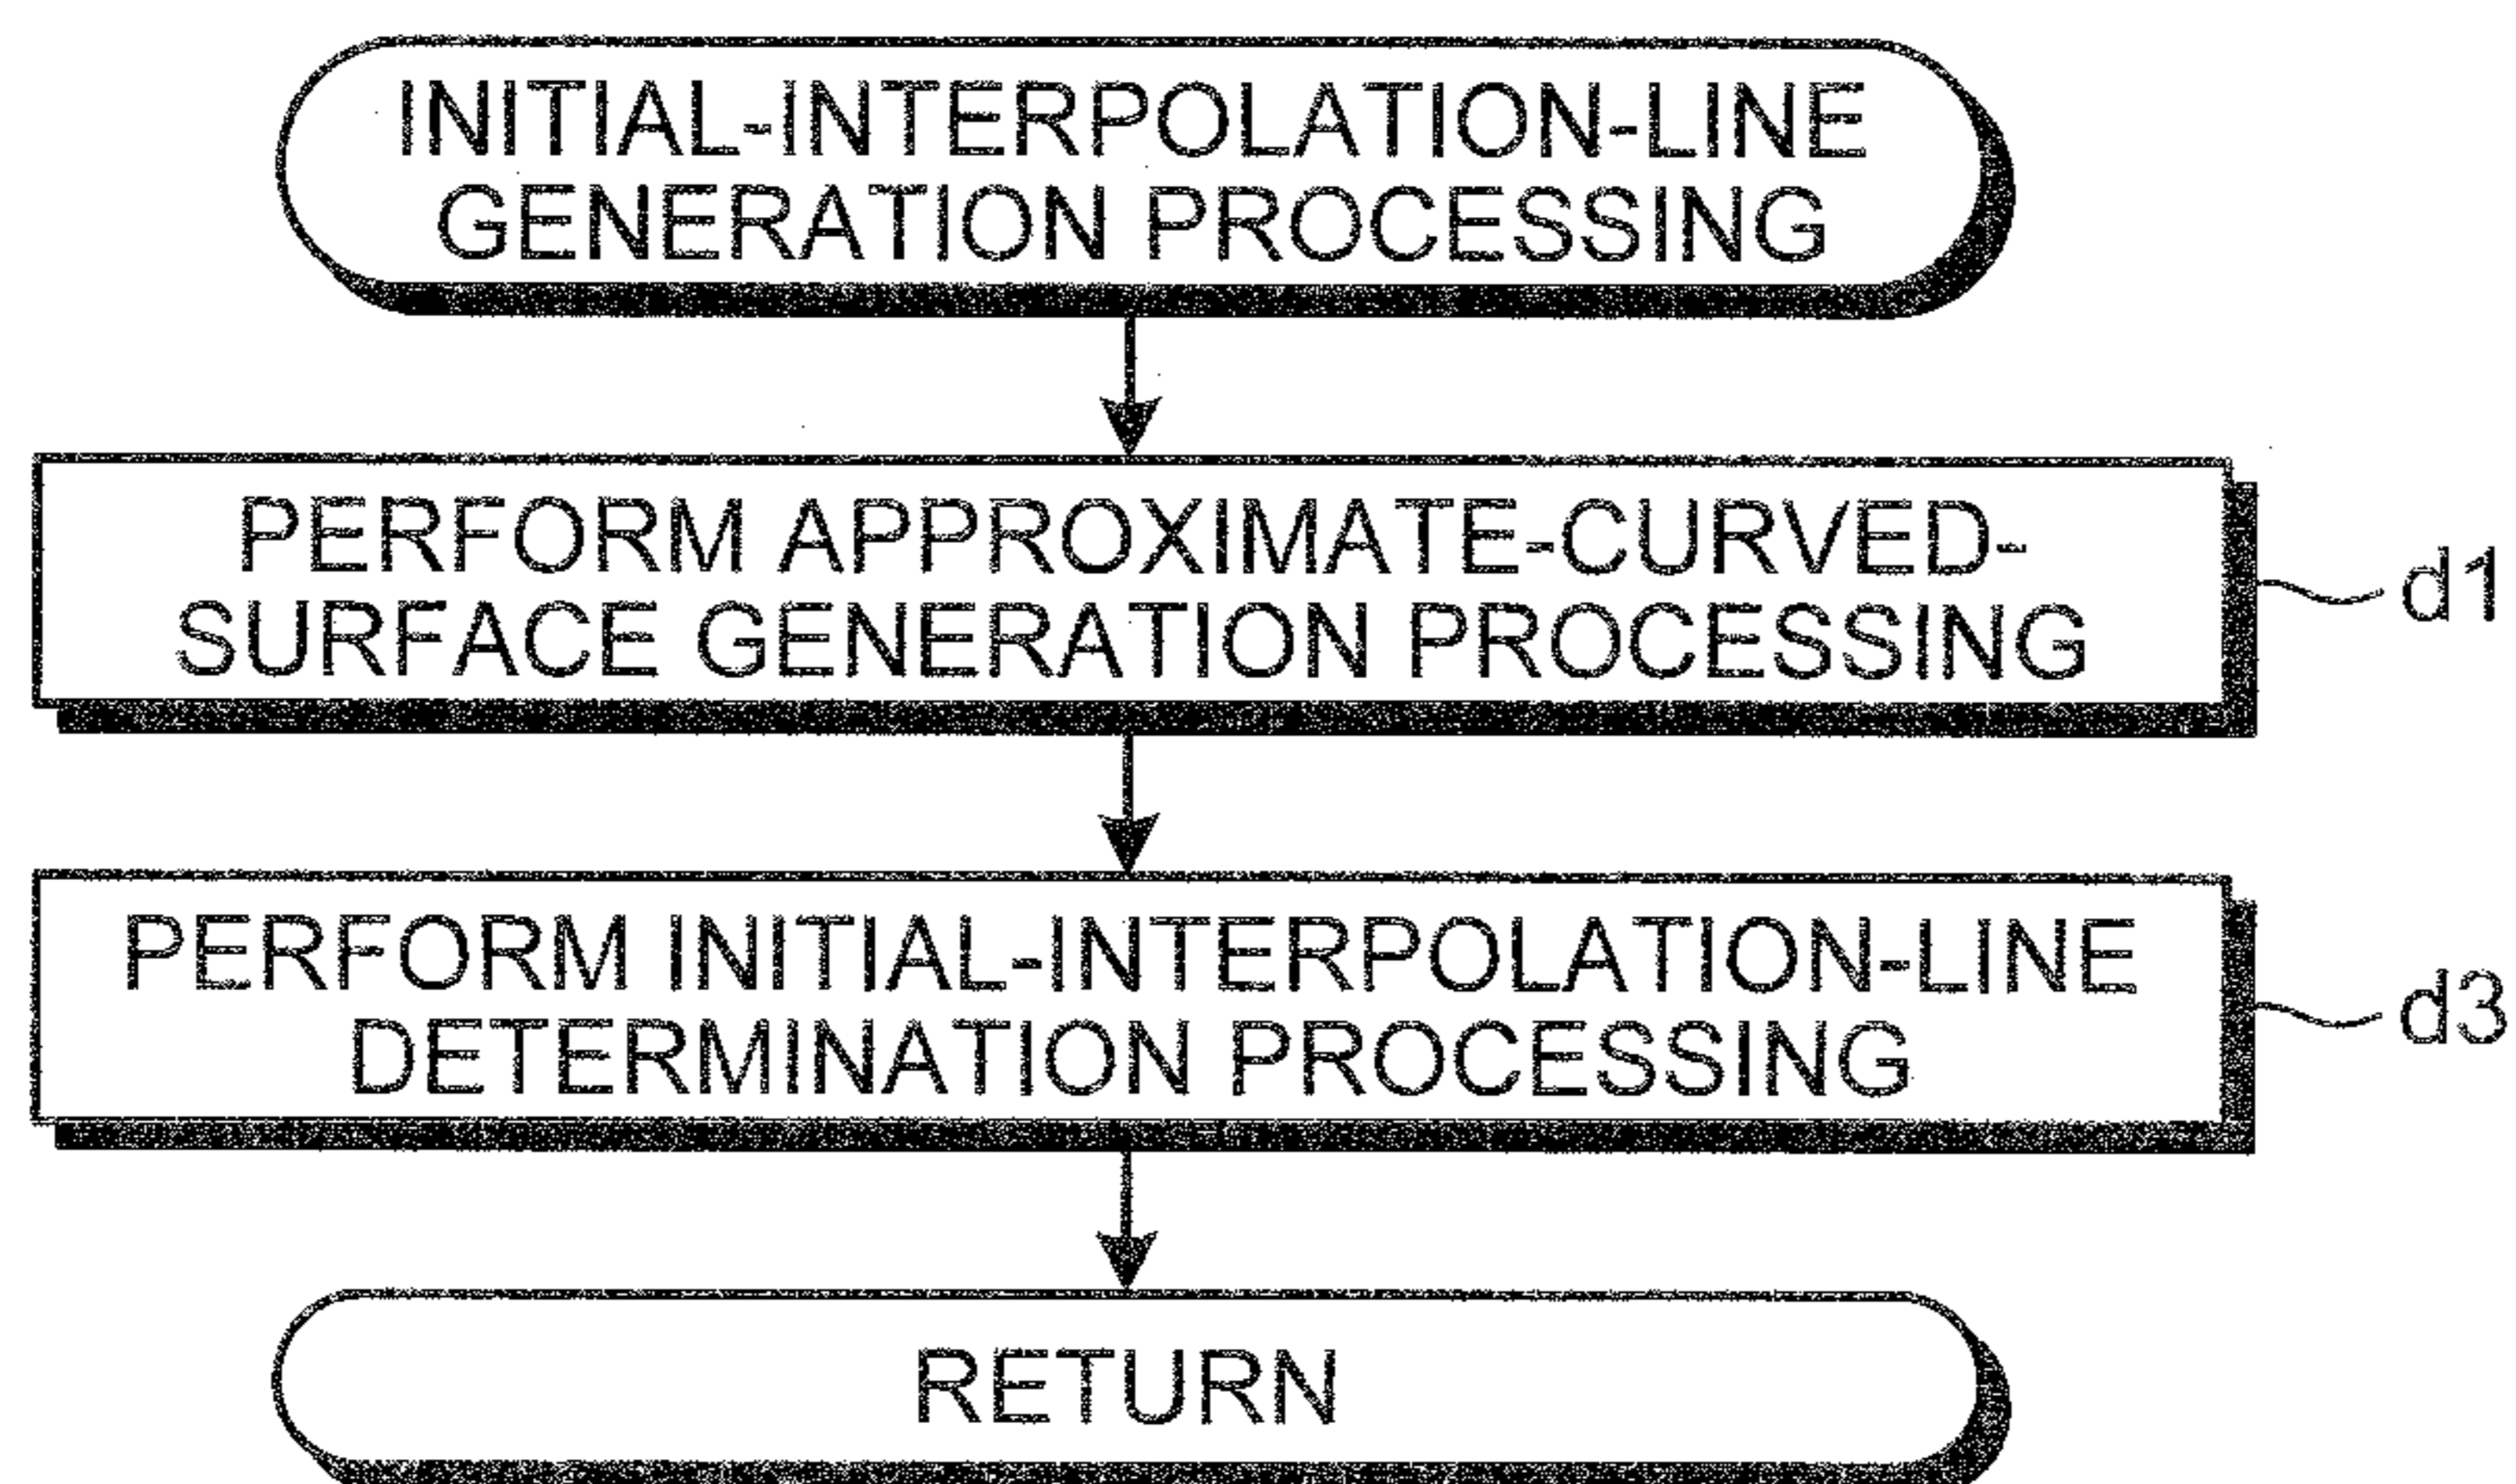 INITIAL-INTERPOLATION-LINE
GENERATION PROCESSING
PERFORM APPROXIMATE-CURVED-
SURFACE GENERATION PROCESSING
d1
PERFORM INITIAL-INTERPOLATION-LINE
DETERMINATION PROCESSING
d3
RETURN